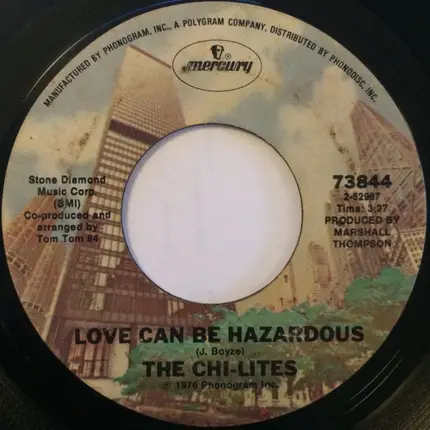 MANUFACTURED BY PHONOGRAM, INC., A POLYGRAM COMPANY, DISTRIBUTED BY PHONODISC, INC.
mercury
Stone Diamond
Music Corp.
(BMI)
Co-produced and
arranged by
Tom Tom 84
73844
2-52967
Time: 3:27
PRODUCED BY
MARSHALL
THOMPSON
LOVE CAN BE HAZARDOUS
(J. Boyze)
THE CHI-LITES
℗ 1976 Phonogram Inc.